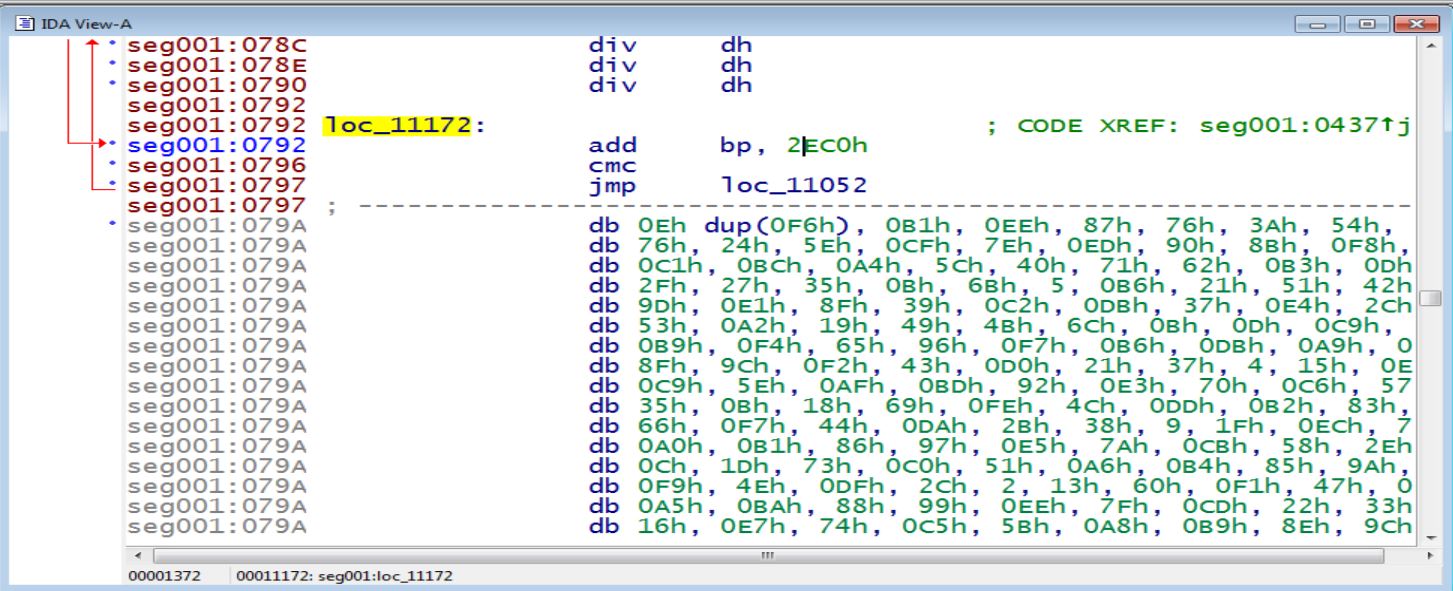 IDA View-A
seg001:078C div dh
seg001:078E div dh
seg001:0790 div dh
seg001:0792
seg001:0792 loc_11172: ; CODE XREF: seg001:0437↑j
seg001:0792 add bp, 2EC0h
seg001:0796 cmc
seg001:0797 jmp loc_11052
seg001:0797 ; ---------------------------------------------------------------------------
seg001:079A db 0Eh dup(0F6h), 0B1h, 0EEh, 87h, 76h, 3Ah, 54h,
seg001:079A db 76h, 24h, 5Eh, 0CFh, 7Eh, 0EDh, 90h, 8Bh, 0F8h,
seg001:079A db 0C1h, 0BCh, 0A4h, 5Ch, 40h, 71h, 62h, 0B3h, 0Dh
seg001:079A db 2Fh, 27h, 35h, 0Bh, 6Bh, 5, 0B6h, 21h, 51h, 42h
seg001:079A db 9Dh, 0E1h, 8Fh, 39h, 0C2h, 0DBh, 37h, 0E4h, 2Ch
seg001:079A db 53h, 0A2h, 19h, 49h, 4Bh, 6Ch, 0Bh, 0Dh, 0C9h,
seg001:079A db 0B9h, 0F4h, 65h, 96h, 0F7h, 0B6h, 0DBh, 0A9h, 0
seg001:079A db 8Fh, 9Ch, 0F2h, 43h, 0D0h, 21h, 37h, 4, 15h, 0E
seg001:079A db 0C9h, 5Eh, 0AFh, 0BDh, 92h, 0E3h, 70h, 0C6h, 57
seg001:079A db 35h, 0Bh, 18h, 69h, 0FEh, 4Ch, 0DDh, 0B2h, 83h,
seg001:079A db 66h, 0F7h, 44h, 0DAh, 2Bh, 38h, 9, 1Fh, 0ECh, 7
seg001:079A db 0A0h, 0B1h, 86h, 97h, 0E5h, 7Ah, 0CBh, 58h, 2Eh
seg001:079A db 0Ch, 1Dh, 73h, 0C0h, 51h, 0A6h, 0B4h, 85h, 9Ah,
seg001:079A db 0F9h, 4Eh, 0DFh, 2Ch, 2, 13h, 60h, 0F1h, 47h, 0
seg001:079A db 0A5h, 0BAh, 88h, 99h, 0EEh, 7Fh, 0CDh, 22h, 33h
seg001:079A db 16h, 0E7h, 74h, 0C5h, 5Bh, 0A8h, 0B9h, 8Eh, 9Ch
00001372 00011172: seg001:loc_11172